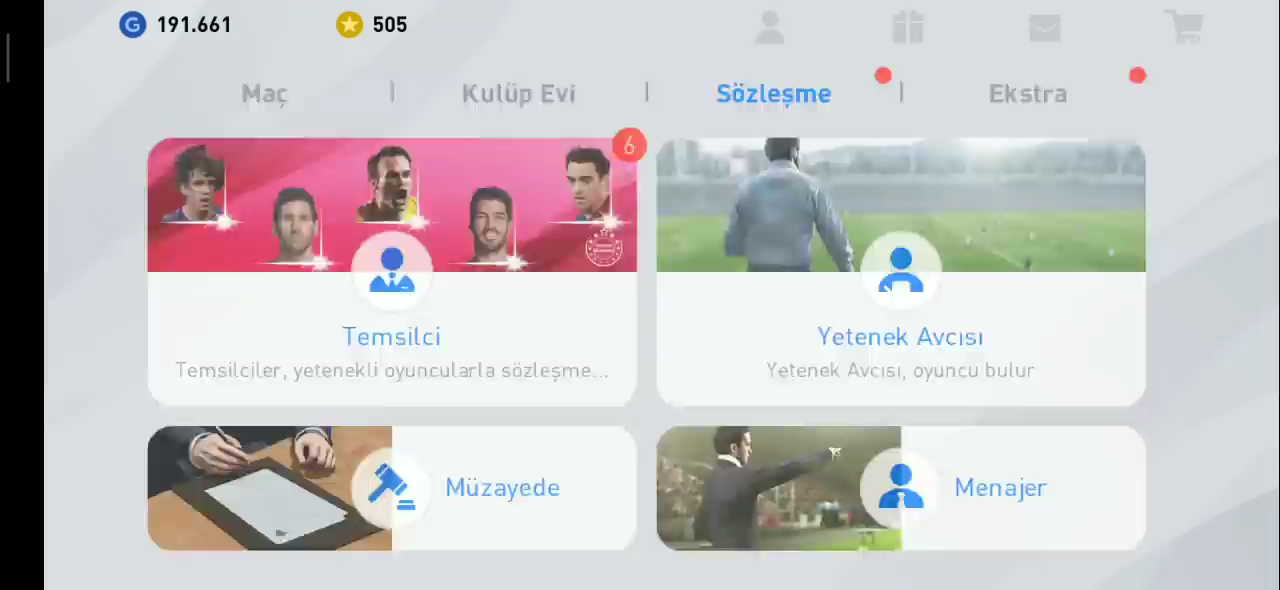 191.661
505
Maç
Kulüp Evi
Sözleşme
Ekstra
6
Temsilci
Temsilciler, yetenekli oyuncularla sözleşme...
Yetenek Avcısı
Yetenek Avcısı, oyuncu bulur
Müzayede
Menajer